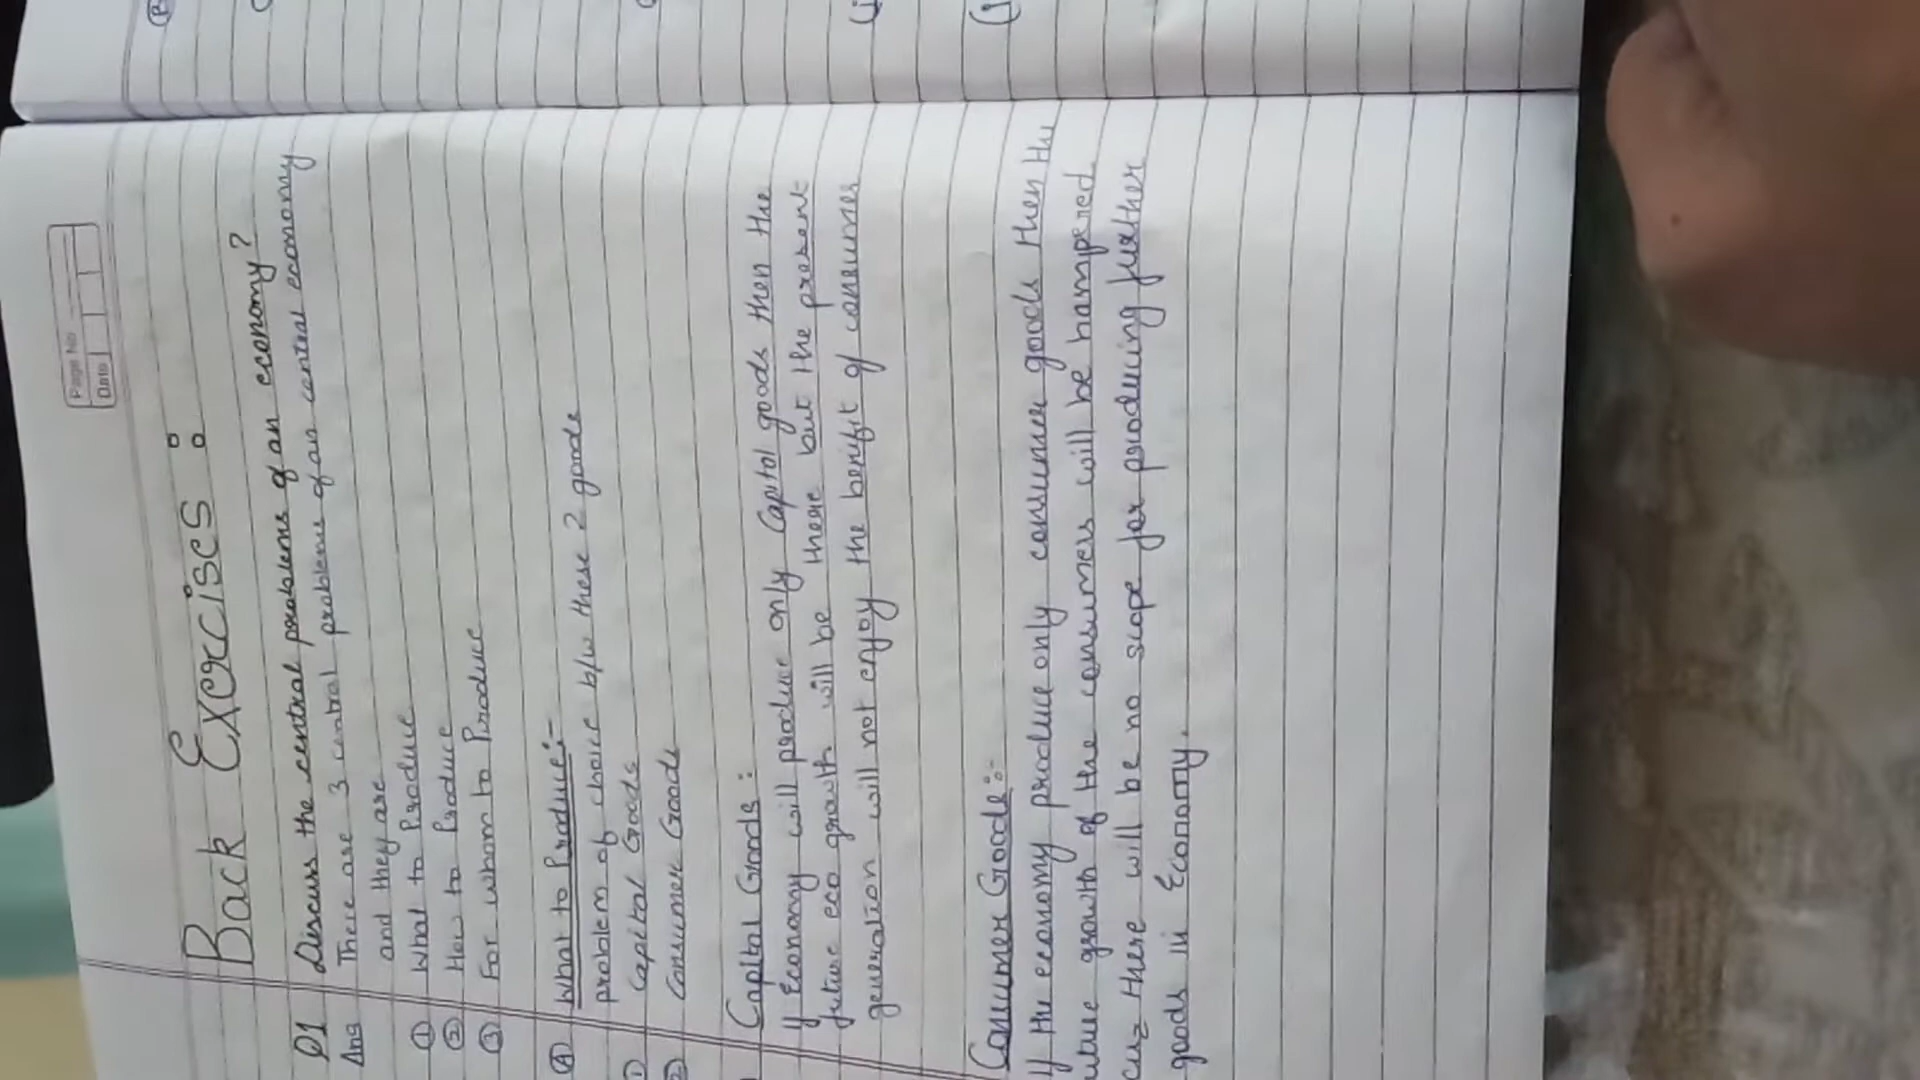 Page No
Date
Back Exercises :
Q1 Discuss the central problems of an economy?
Ans There are 3 central problems of an central economy
and they are
① What to Produce
② How to Produce
③ For whom to Produce
Ⓐ What to Produce:-
problem of choice b/w these 2 goods
1) Capital Goods
2) Consumer Goods
Capital Goods :
If Economy will produce only Capital goods then the
future eco growth will be there but the present
generation will not enjoy the benifit of consumer
Consumer Goods:-
If the economy produce only consumer goods then the
uture growth of the consumers will be hampered
cuz there will be no scope for producing further
goods in Economy.